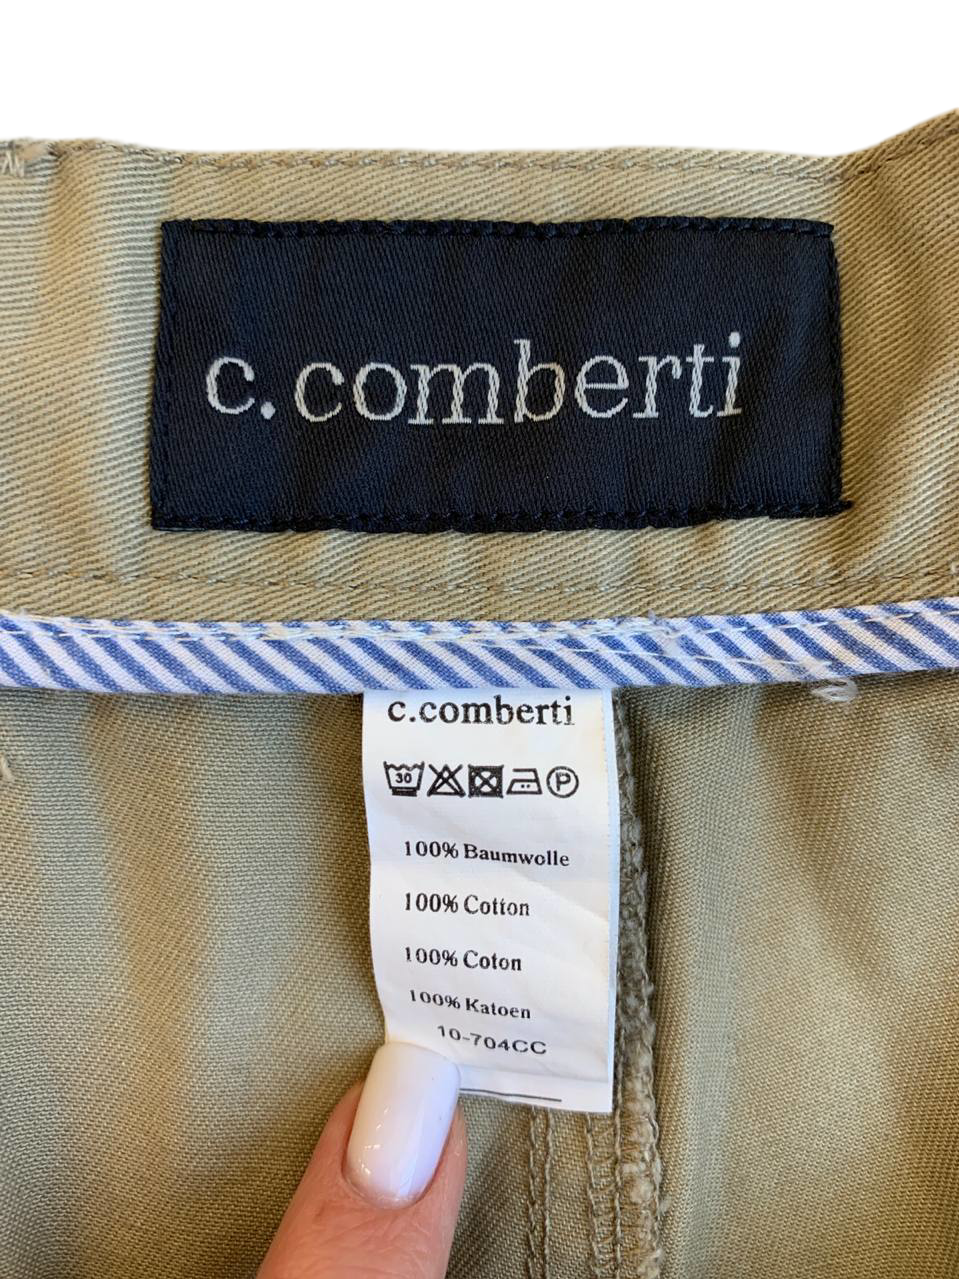 c.comberti
c.comberti
30 P
100% Baumwolle
100% Cotton
100% Coton
100% Katoen
10-704CC